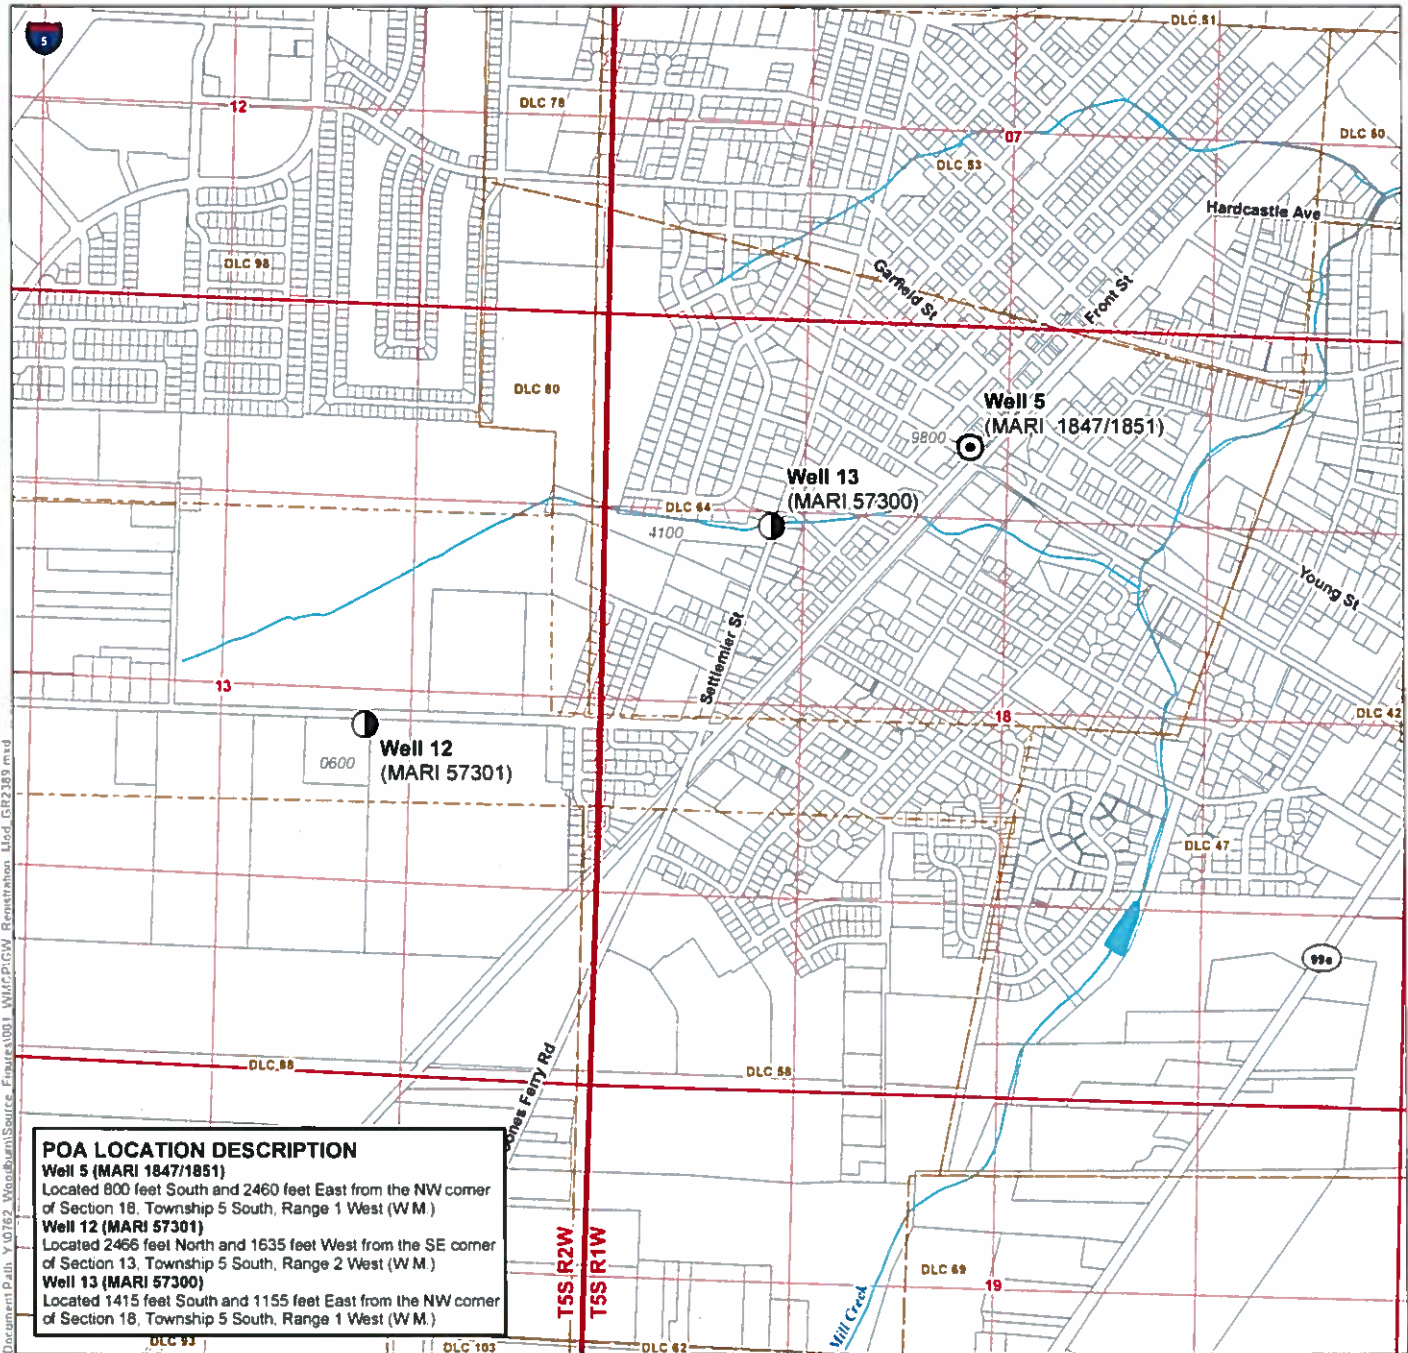 5
DLC 51
12
DLC 78
07
DLC 60
DLC 53
Hardcastle Ave
DLC 98
Garfield St
Front St
DLC 80
Well 5
(MARI 1847/1851)
9800
Well 13
(MARI 57300)
DLC 64
4100
Young St
Settlemier St
13
18
DLC 42
Well 12
(MARI 57301)
0600
DLC 47
99e
DLC 88
DLC 58
Ferry Rd
POA LOCATION DESCRIPTION
Well 5 (MARI 1847/1851)
Located 800 feet South and 2460 feet East from the NW corner
of Section 18, Township 5 South, Range 1 West (W.M.)
Well 12 (MARI 57301)
Located 2466 feet North and 1635 feet West from the SE corner
of Section 13, Township 5 South, Range 2 West (W.M.)
Well 13 (MARI 57300)
Located 1415 feet South and 1155 feet East from the NW corner
of Section 18, Township 5 South, Range 1 West (W.M.)
T5S R2W
T5S R1W
DLC 69
19
Mill Creek
DLC 93
DLC 103
DLC 62